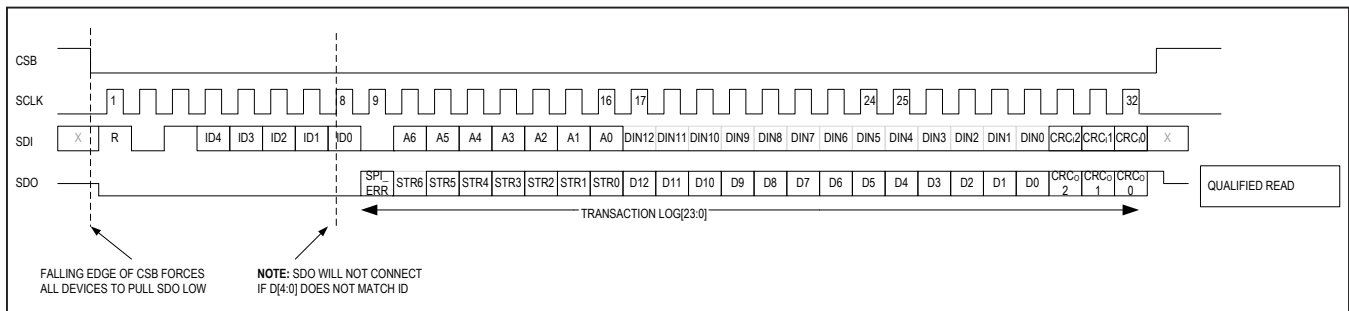 CSB
SCLK 1 8 9 16 17 24 25 32
SDI X R ID4 ID3 ID2 ID1 ID0 A6 A5 A4 A3 A2 A1 A0 DIN12 DIN11 DIN10 DIN9 DIN8 DIN7 DIN6 DIN5 DIN4 DIN3 DIN2 DIN1 DIN0 CRCI2 CRCI1 CRCI0 X
SDO SPI_ERR STR6 STR5 STR4 STR3 STR2 STR1 STR0 D12 D11 D10 D9 D8 D7 D6 D5 D4 D3 D2 D1 D0 CRCO2 CRCO1 CRCO0 QUALIFIED READ
TRANSACTION LOG[23:0]
FALLING EDGE OF CSB FORCES
ALL DEVICES TO PULL SDO LOW
NOTE: SDO WILL NOT CONNECT
IF D[4:0] DOES NOT MATCH ID